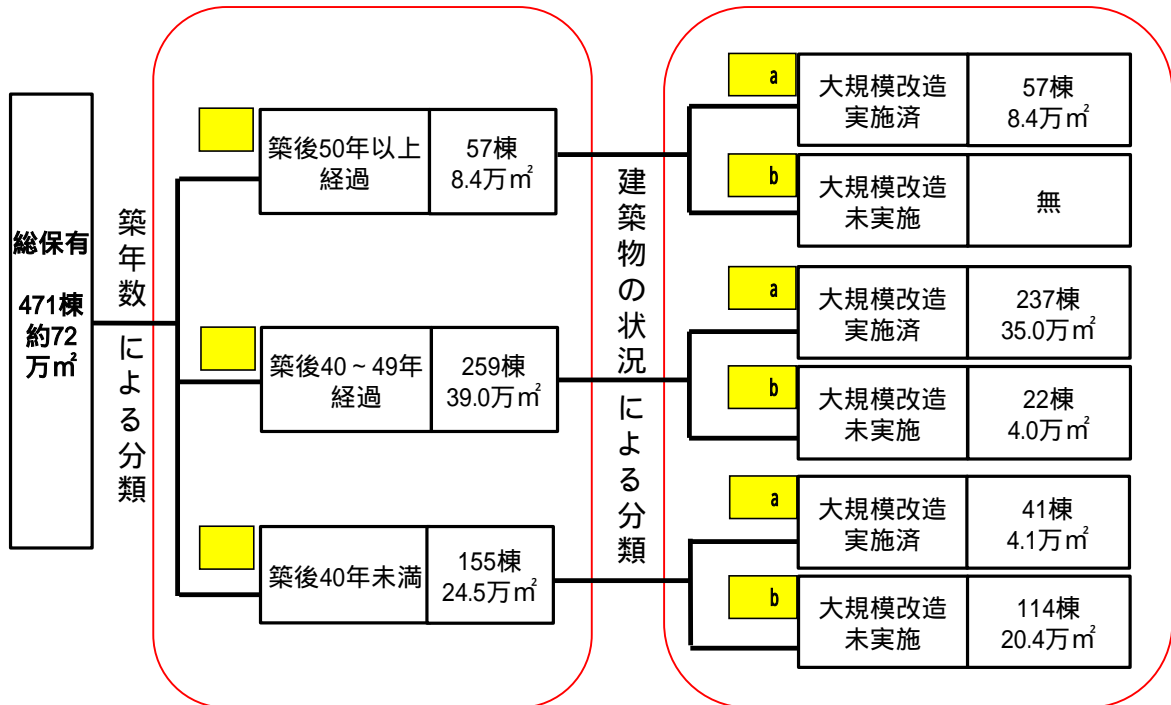 総保有
471棟
約72
万㎡
築年数による分類
築後50年以上
経過
57棟
8.4万㎡
築後40～49年
経過
259棟
39.0万㎡
築後40年未満
155棟
24.5万㎡
建築物の状況による分類
a
大規模改造
実施済
57棟
8.4万㎡
b
大規模改造
未実施
無
a
大規模改造
実施済
237棟
35.0万㎡
b
大規模改造
未実施
22棟
4.0万㎡
a
大規模改造
実施済
41棟
4.1万㎡
b
大規模改造
未実施
114棟
20.4万㎡